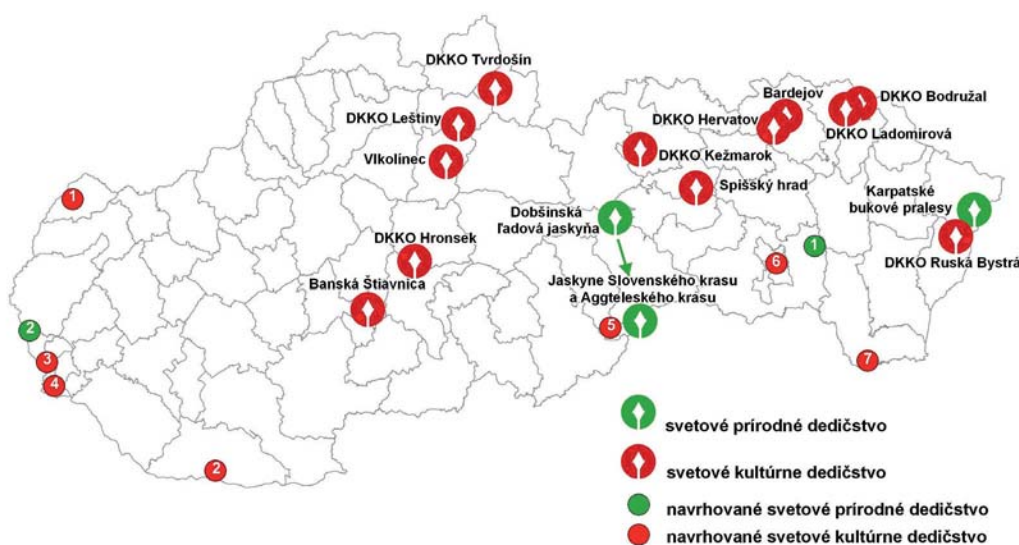 DKKO Tvrdošín
DKKO Leštiny
Vlkolínec
Bardejov
DKKO Bodružal
DKKO Hervatov
DKKO Ladomirová
DKKO Kežmarok
Spišský hrad
Karpatské
bukové pralesy
1
Dobšinská
ľadová jaskyňa
DKKO Hronsek
1
6
DKKO Ruská Bystrá
Banská Štiavnica
Jaskyne Slovenského krasu
a Aggteleského krasu
2
5
3
7
4
svetové prírodné dedičstvo
svetové kultúrne dedičstvo
2
navrhované svetové prírodné dedičstvo
navrhované svetové kultúrne dedičstvo